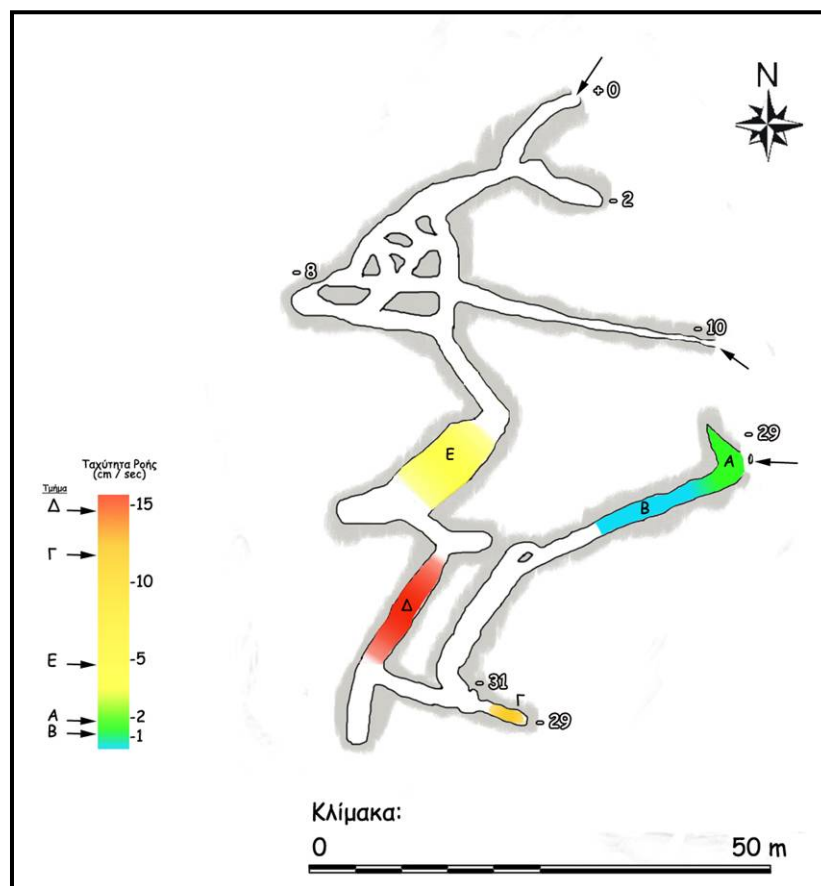 +0
N
- 2
- 8
- 10
- 29
A
B
E
Δ
- 31
Γ
- 29
Ταχύτητα Ροής
(cm / sec)
Τμήμα
Δ
-15
Γ
-10
E
-5
A
-2
B
-1
Κλίμακα:
0 50 m